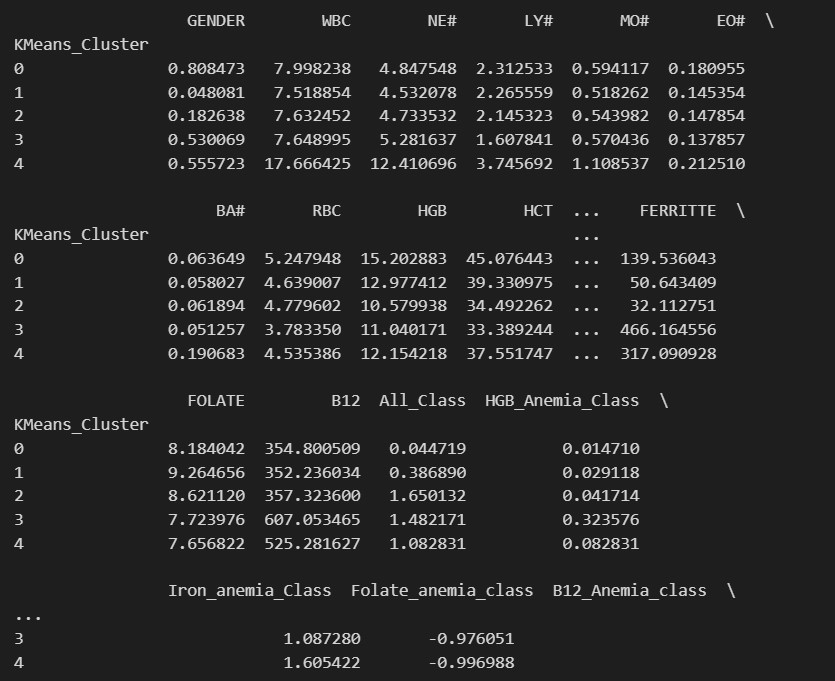 GENDER WBC NE# LY# MO# EO# \
KMeans_Cluster
0 0.808473 7.998238 4.847548 2.312533 0.594117 0.180955
1 0.048081 7.518854 4.532078 2.265559 0.518262 0.145354
2 0.182638 7.632452 4.733532 2.145323 0.543982 0.147854
3 0.530069 7.648995 5.281637 1.607841 0.570436 0.137857
4 0.555723 17.666425 12.410696 3.745692 1.108537 0.212510
BA# RBC HGB HCT ... FERRITTE \
KMeans_Cluster ...
0 0.063649 5.247948 15.202883 45.076443 ... 139.536043
1 0.058027 4.639007 12.977412 39.330975 ... 50.643409
2 0.061894 4.779602 10.579938 34.492262 ... 32.112751
3 0.051257 3.783350 11.040171 33.389244 ... 466.164556
4 0.190683 4.535386 12.154218 37.551747 ... 317.090928
FOLATE B12 All_Class HGB_Anemia_Class \
KMeans_Cluster
0 8.184042 354.800509 0.044719 0.014710
1 9.264656 352.236034 0.386890 0.029118
2 8.621120 357.323600 1.650132 0.041714
3 7.723976 607.053465 1.482171 0.323576
4 7.656822 525.281627 1.082831 0.082831
Iron_anemia_Class Folate_anemia_class B12_Anemia_class \
...
3 1.087280 -0.976051
4 1.605422 -0.996988